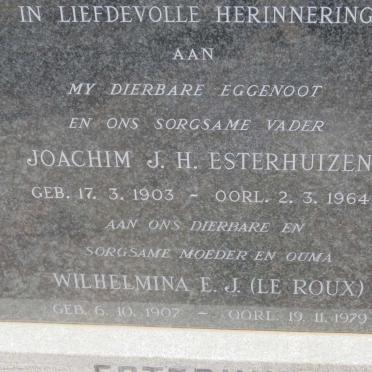 IN LIEFDEVOLLE HERINNERING
AAN
MY DIERBARE EGGENOOT
EN ONS SORGSAME VADER
JOACHIM J. H. ESTERHUIZEN
GEB. 17. 3. 1903 – OORL. 2. 3. 1964
AAN ONS DIERBARE EN
SORGSAME MOEDER EN OUMA
WILHELMINA E. J. (LE ROUX)
GEB. 6. 10. 1907 – OORL. 19. 11. 1979